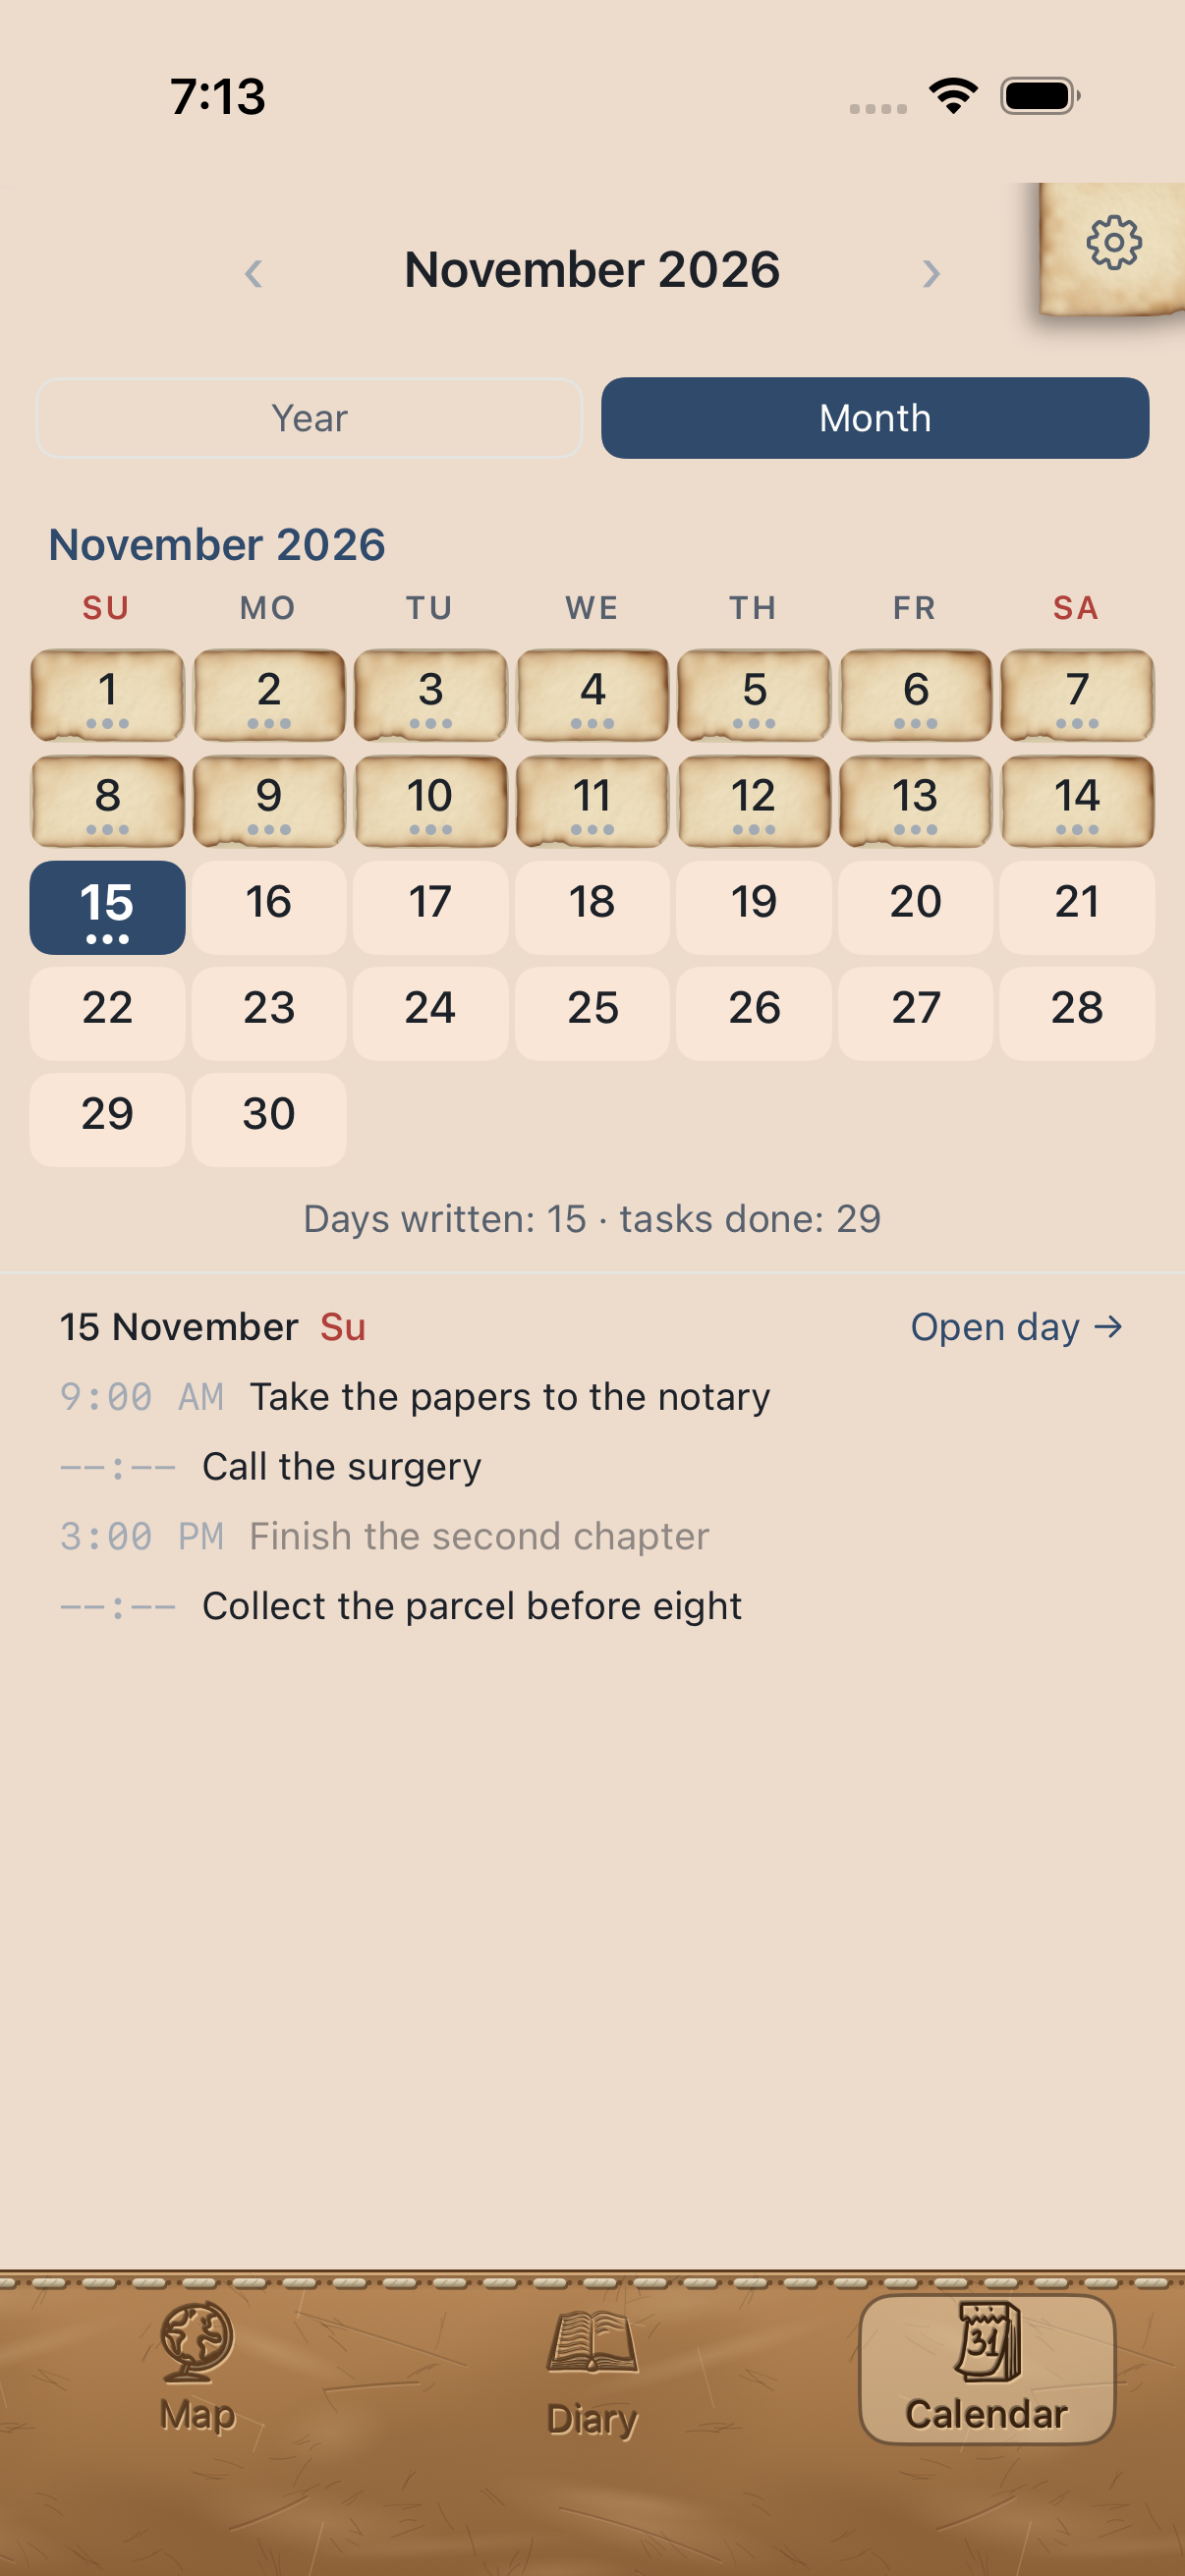 7:13
‹ November 2026 ›
Year Month
November 2026
SU MO TU WE TH FR SA
1 2 3 4 5 6 7
8 9 10 11 12 13 14
15 16 17 18 19 20 21
22 23 24 25 26 27 28
29 30
Days written: 15 · tasks done: 29
15 November Su Open day →
9:00 AM Take the papers to the notary
--:-- Call the surgery
3:00 PM Finish the second chapter
--:-- Collect the parcel before eight
31
Map Diary Calendar